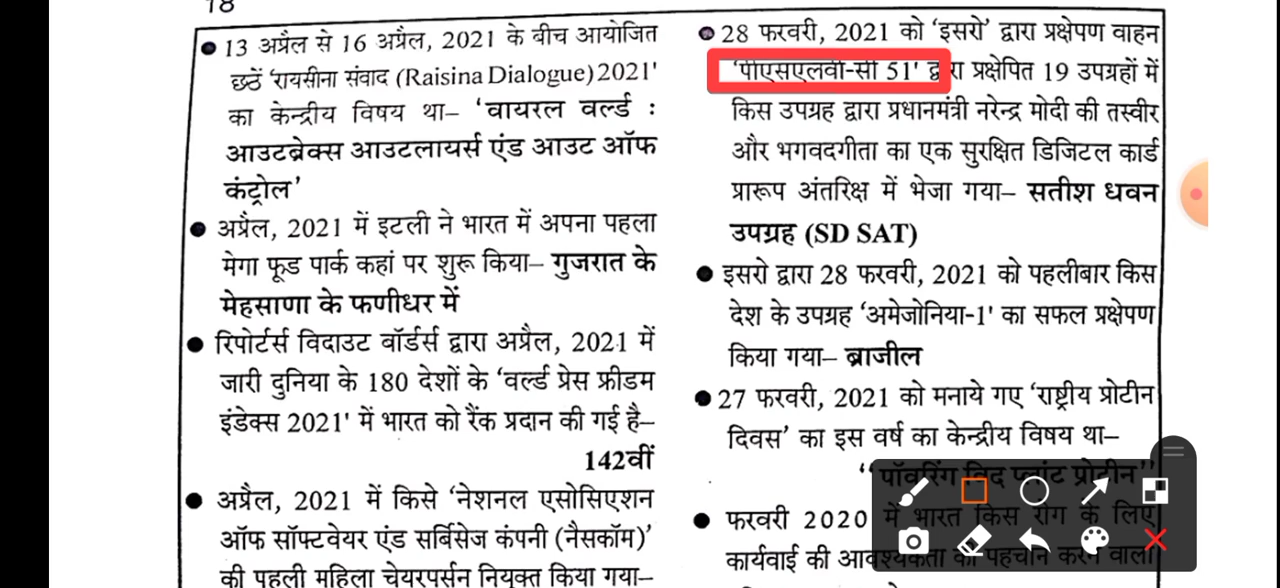 18
13 अप्रैल से 16 अप्रैल, 2021 के बीच आयोजित
छठें 'रायसीना संवाद (Raisina Dialogue) 2021'
का केन्द्रीय विषय था– 'वायरल वर्ल्ड :
आउटब्रेक्स आउटलायर्स एंड आउट ऑफ
कंट्रोल'
अप्रैल, 2021 में इटली ने भारत में अपना पहला
मेगा फूड पार्क कहां पर शुरू किया– गुजरात के
मेहसाणा के फणीधर में
रिपोर्टर्स विदाउट बॉर्डर्स द्वारा अप्रैल, 2021 में
जारी दुनिया के 180 देशों के 'वर्ल्ड प्रेस फ्रीडम
इंडेक्स 2021' में भारत को रैंक प्रदान की गई है–
142वीं
अप्रैल, 2021 में किसे 'नेशनल एसोसिएशन
ऑफ सॉफ्टवेयर एंड सर्बिसेज कंपनी (नैसकॉम)'
की पहली महिला चेयरपर्सन नियुक्त किया गया–
28 फरवरी, 2021 को 'इसरो' द्वारा प्रक्षेपण वाहन
'पीएसएलवी-सी 51' द्वारा प्रक्षेपित 19 उपग्रहों में
किस उपग्रह द्वारा प्रधानमंत्री नरेन्द्र मोदी की तस्वीर
और भगवदगीता का एक सुरक्षित डिजिटल कार्ड
प्रारूप अंतरिक्ष में भेजा गया– सतीश धवन
उपग्रह (SD SAT)
इसरो द्वारा 28 फरवरी, 2021 को पहलीबार किस
देश के उपग्रह 'अमेजोनिया-1' का सफल प्रक्षेपण
किया गया– ब्राजील
27 फरवरी, 2021 को मनाये गए 'राष्ट्रीय प्रोटीन
दिवस' का इस वर्ष का केन्द्रीय विषय था–
"पॉवरिंग विद प्लांट प्रोटीन"
फरवरी 2020 में भारत किस रोग के लिए
कार्यवाई की आवश्यकता की पहचान करने वाला